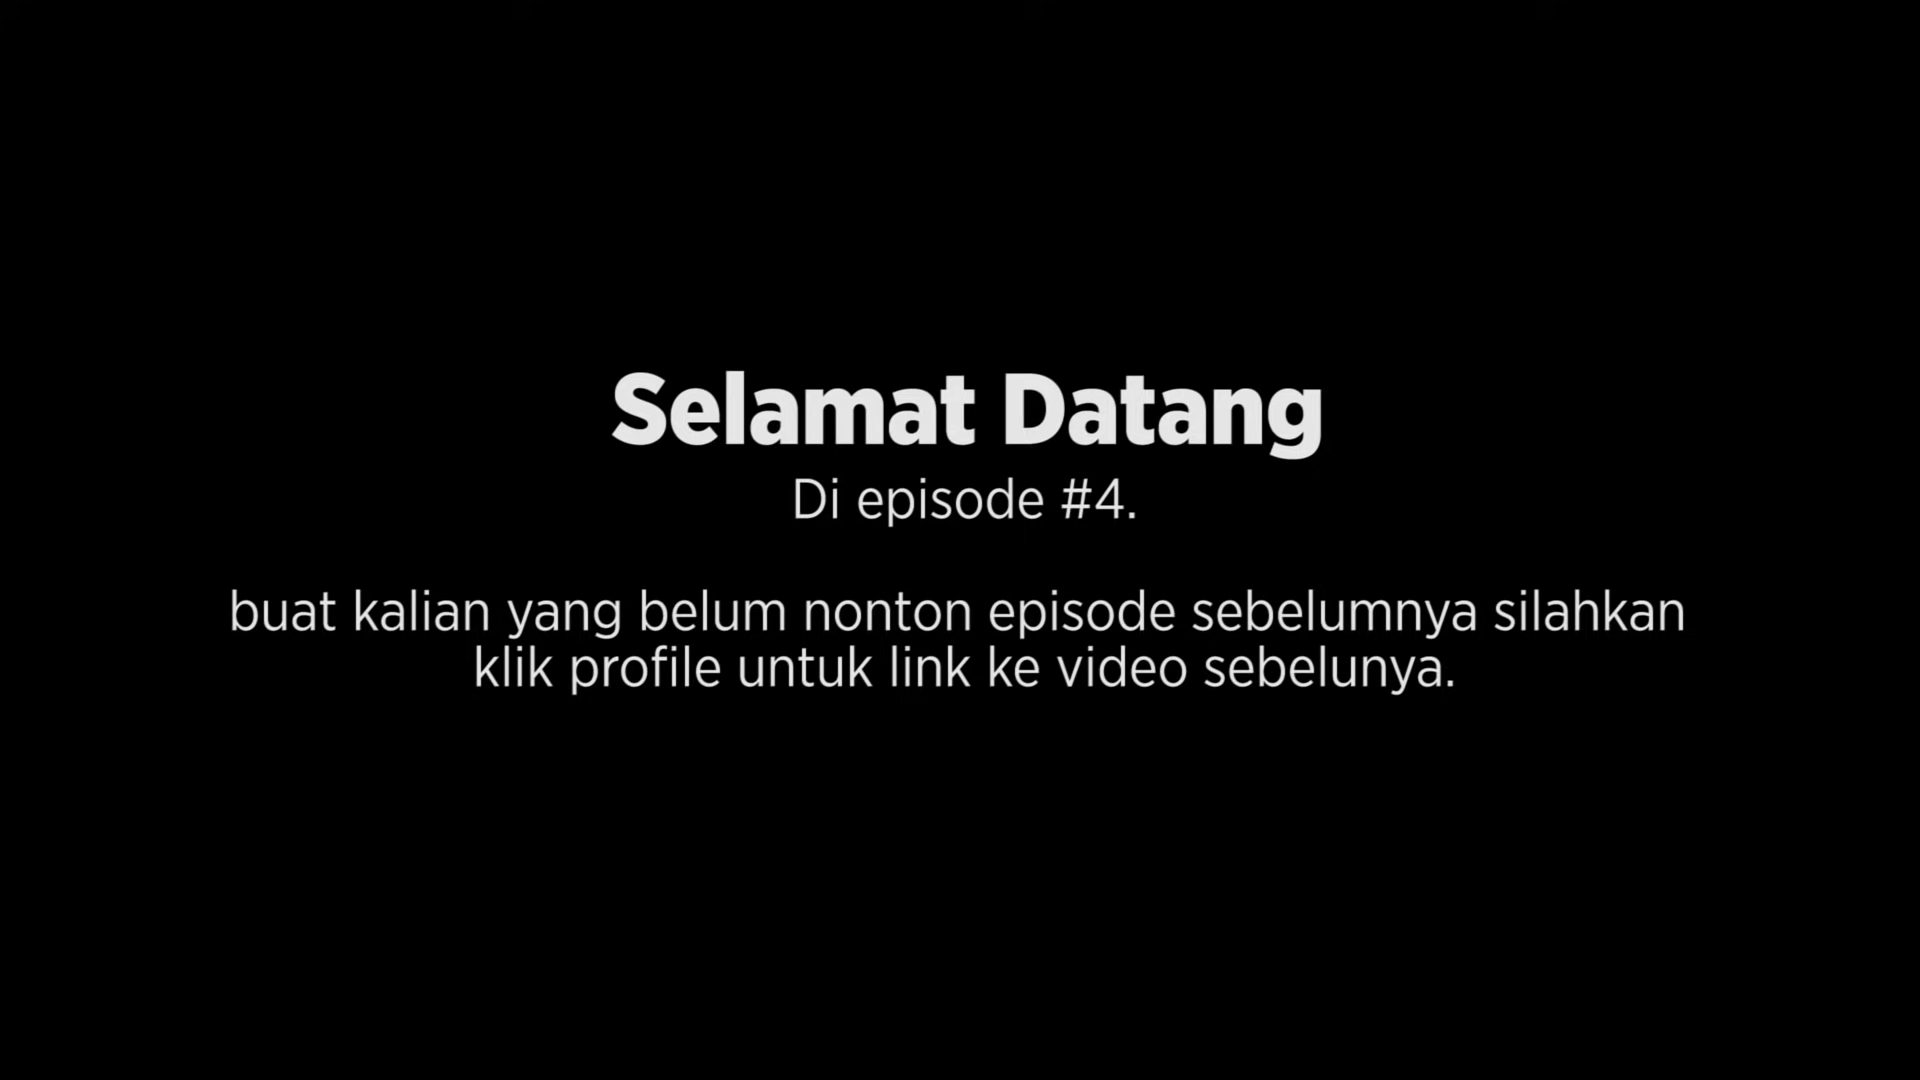 Selamat Datang
Di episode #4.
buat kalian yang belum nonton episode sebelumnya silahkan
klik profile untuk link ke video sebelunya.